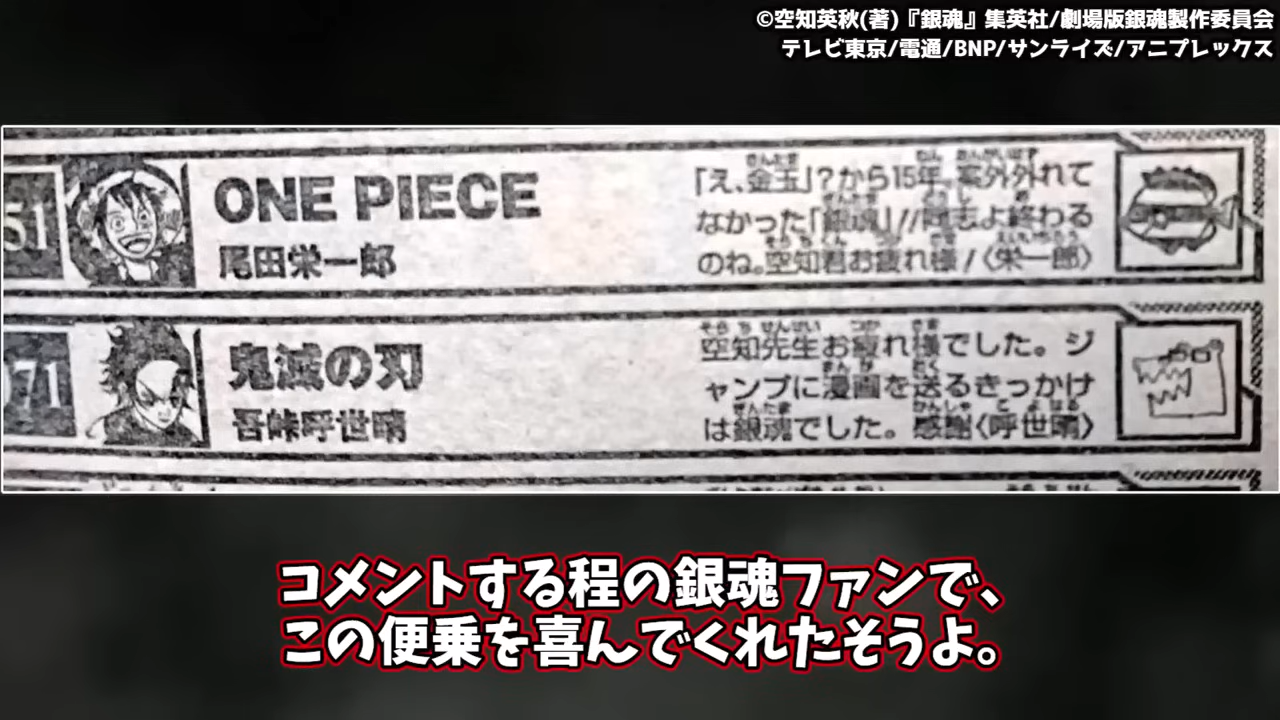 ©空知英秋(著)『銀魂』集英社/劇場版銀魂製作委員会
テレビ東京/電通/BNP/サンライズ/アニプレックス
51
ONE PIECE
尾田栄一郎
「え、金玉」?から15年。案外外れて
なかった「銀魂」//同志よ終わる
のね。空知君お疲れ様/〈栄一郎〉
71
鬼滅の刃
吾峠呼世晴
空知先生お疲れ様でした。ジ
ャンプに漫画を送るきっかけ
は銀魂でした。感謝〈呼世晴〉
コメントする程の銀魂ファンで、
この便乗を喜んでくれたそうよ。